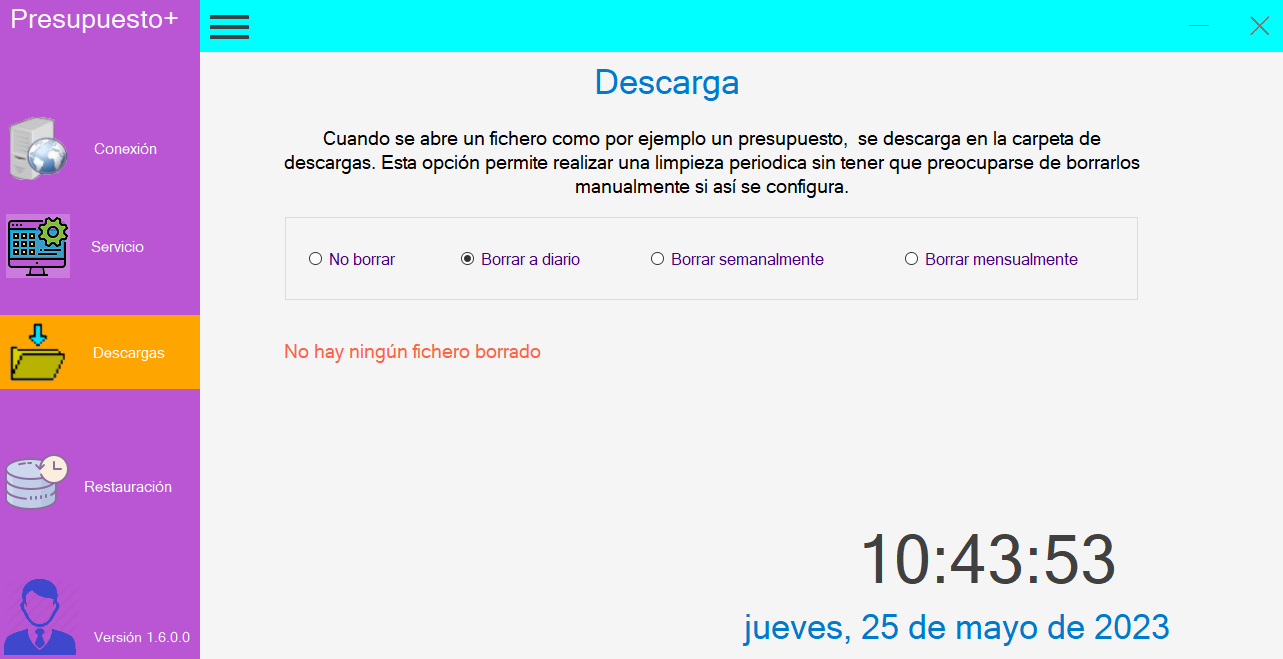 Presupuesto+
Conexión
Servicio
Descargas
Restauración
Versión 1.6.0.0
Descarga
Cuando se abre un fichero como por ejemplo un presupuesto,  se descarga en la carpeta de
descargas. Esta opción permite realizar una limpieza periodica sin tener que preocuparse de borrarlos
manualmente si así se configura.
No borrar Borrar a diario Borrar semanalmente Borrar mensualmente
No hay ningún fichero borrado
10:43:53
jueves, 25 de mayo de 2023